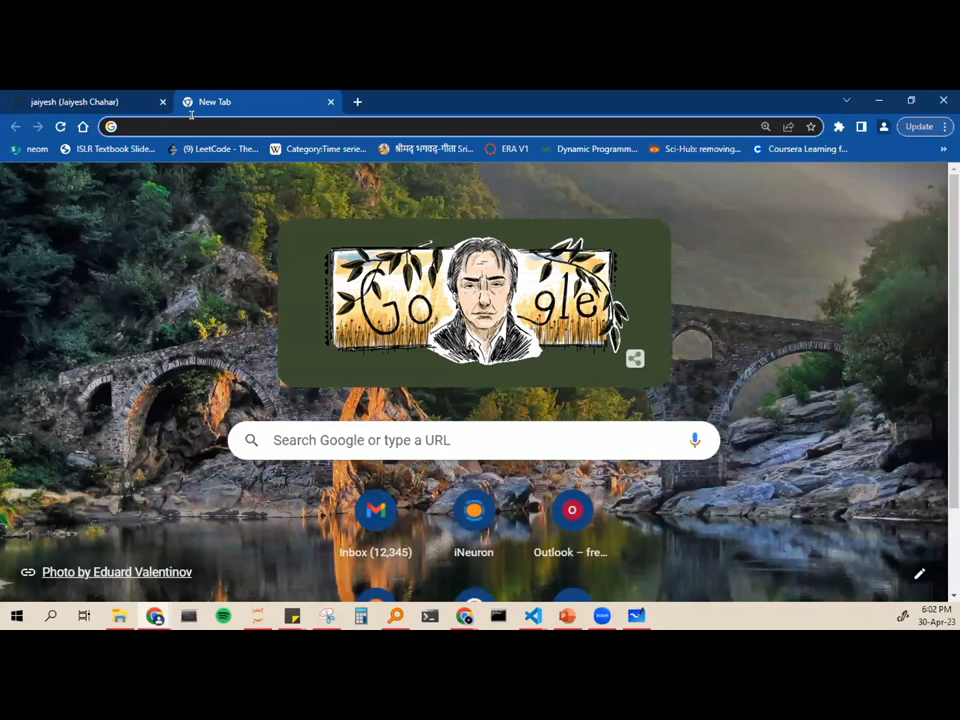 jaiyesh (Jaiyesh Chahar)
New Tab
neom
ISLR Textbook Slide...
(9) LeetCode - The...
Category:Time serie...
श्रीमद् भगवद्-गीता Sri...
ERA V1
Dynamic Programm...
Sci-Hub: removing...
Coursera Learning f...
Update
Go gle
Search Google or type a URL
Inbox (12,345)
iNeuron
Outlook – fre...
Photo by Eduard Valentinov
6:02 PM
30-Apr-23